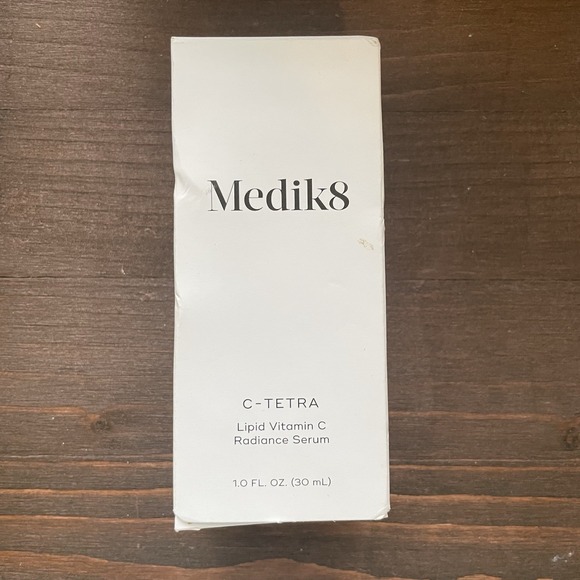 Medik8
C-TETRA
Lipid Vitamin C
Radiance Serum
1.0 FL. OZ. (30 mL)